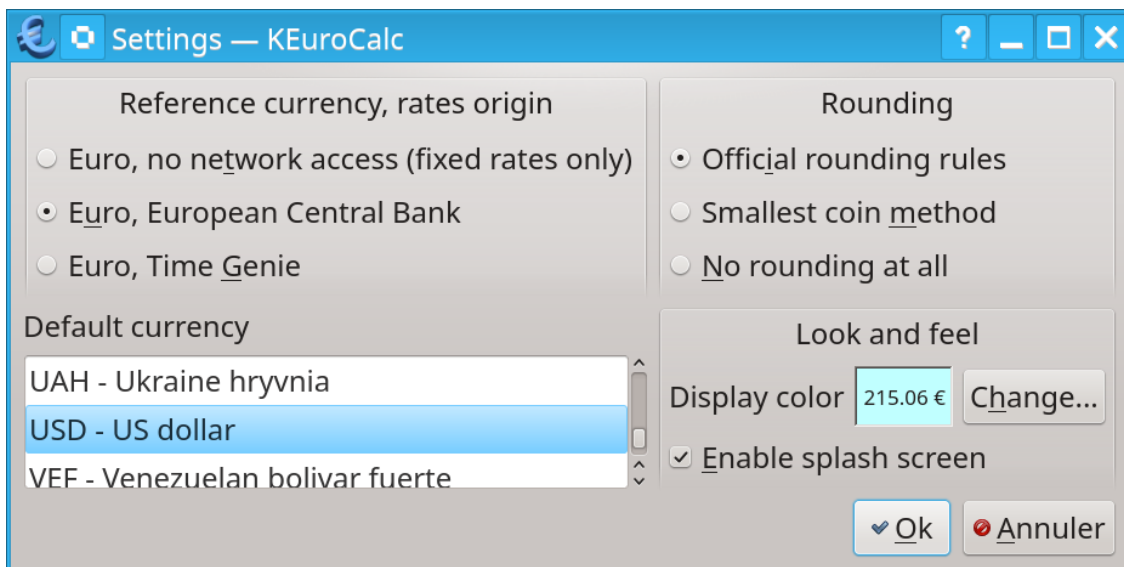 Settings — KEuroCalc
Reference currency, rates origin
Euro, no network access (fixed rates only)
Euro, European Central Bank
Euro, Time Genie
Rounding
Official rounding rules
Smallest coin method
No rounding at all
Default currency
UAH - Ukraine hryvnia
USD - US dollar
VEF - Venezuelan bolivar fuerte
Look and feel
Display color 215.06 € Change...
Enable splash screen
Ok Annuler